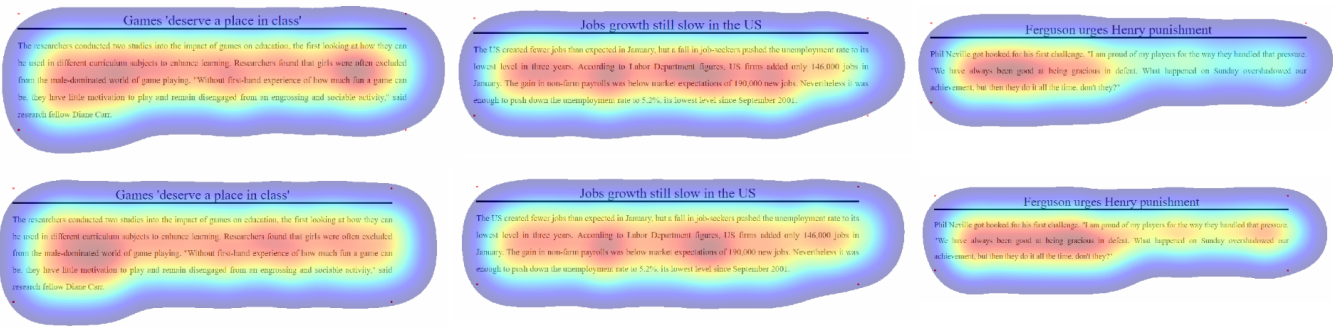 Games 'deserve a place in class'
The researchers conducted two studies into the impact of games on education, the first looking at how they can
be used in different curriculum subjects to enhance learning. Researchers found that girls were often excluded
from the male-dominated world of game playing. "Without first-hand experience of how much fun a game can
be, they have little motivation to play and remain disengaged from an engrossing and sociable activity," said
research fellow Diane Carr.
Jobs growth still slow in the US
The US created fewer jobs than expected in January, but a fall in job-seekers pushed the unemployment rate to its
lowest level in three years. According to Labor Department figures, US firms added only 146,000 jobs in
January. The gain in non-farm payrolls was below market expectations of 190,000 new jobs. Nevertheless it was
enough to push down the unemployment rate to 5.2%, its lowest level since September 2001.
Ferguson urges Henry punishment
Phil Neville got hooked for his first challenge. "I am proud of my players for the way they handled that pressure.
"We have always been good at being gracious in defeat. What happened on Sunday overshadowed our
achievement, but then they do it all the time, don't they?"
Games 'deserve a place in class'
The researchers conducted two studies into the impact of games on education, the first looking at how they can
be used in different curriculum subjects to enhance learning. Researchers found that girls were often excluded
from the male-dominated world of game playing. "Without first-hand experience of how much fun a game can
be, they have little motivation to play and remain disengaged from an engrossing and sociable activity," said
research fellow Diane Carr.
Jobs growth still slow in the US
The US created fewer jobs than expected in January, but a fall in job-seekers pushed the unemployment rate to its
lowest level in three years. According to Labor Department figures, US firms added only 146,000 jobs in
January. The gain in non-farm payrolls was below market expectations of 190,000 new jobs. Nevertheless it was
enough to push down the unemployment rate to 5.2%, its lowest level since September 2001.
Ferguson urges Henry punishment
Phil Neville got hooked for his first challenge. "I am proud of my players for the way they handled that pressure.
"We have always been good at being gracious in defeat. What happened on Sunday overshadowed our
achievement, but then they do it all the time, don't they?"